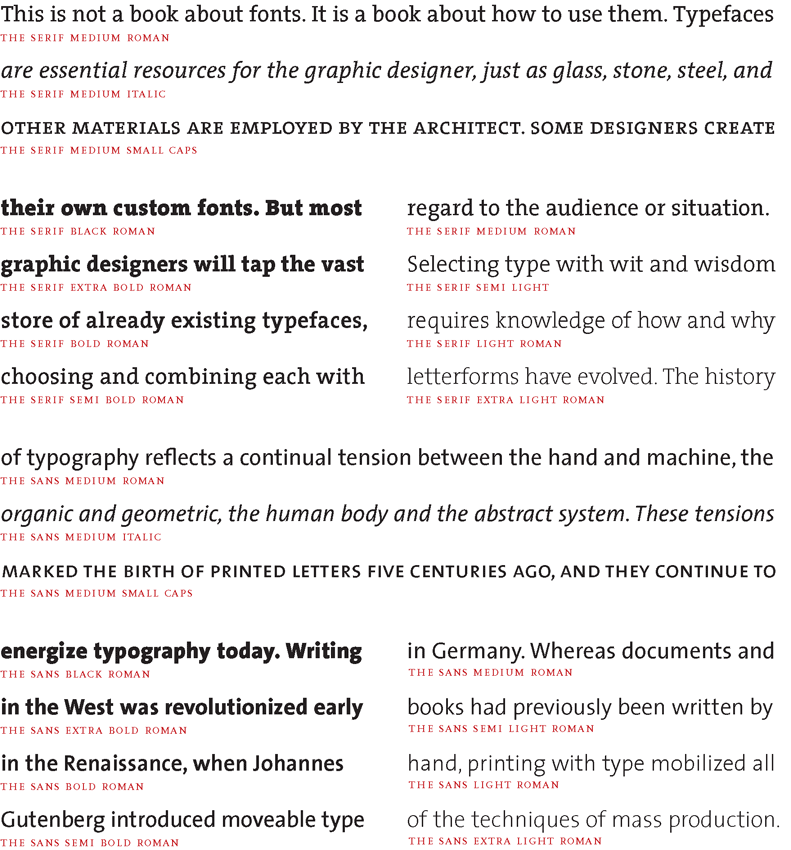 This is not a book about fonts. It is a book about how to use them. Typefaces
THE SERIF MEDIUM ROMAN
are essential resources for the graphic designer, just as glass, stone, steel, and
THE SERIF MEDIUM ITALIC
OTHER MATERIALS ARE EMPLOYED BY THE ARCHITECT. SOME DESIGNERS CREATE
THE SERIF MEDIUM SMALL CAPS
their own custom fonts. But most
THE SERIF BLACK ROMAN
graphic designers will tap the vast
THE SERIF EXTRA BOLD ROMAN
store of already existing typefaces,
THE SERIF BOLD ROMAN
choosing and combining each with
THE SERIF SEMI BOLD ROMAN
regard to the audience or situation.
THE SERIF MEDIUM ROMAN
Selecting type with wit and wisdom
THE SERIF SEMI LIGHT
requires knowledge of how and why
THE SERIF LIGHT ROMAN
letterforms have evolved. The history
THE SERIF EXTRA LIGHT ROMAN
of typography reflects a continual tension between the hand and machine, the
THE SANS MEDIUM ROMAN
organic and geometric, the human body and the abstract system. These tensions
THE SANS MEDIUM ITALIC
MARKED THE BIRTH OF PRINTED LETTERS FIVE CENTURIES AGO, AND THEY CONTINUE TO
THE SANS MEDIUM SMALL CAPS
energize typography today. Writing
THE SANS BLACK ROMAN
in the West was revolutionized early
THE SANS EXTRA BOLD ROMAN
in the Renaissance, when Johannes
THE SANS BOLD ROMAN
Gutenberg introduced moveable type
THE SANS SEMI BOLD ROMAN
in Germany. Whereas documents and
THE SANS MEDIUM ROMAN
books had previously been written by
THE SANS SEMI LIGHT ROMAN
hand, printing with type mobilized all
THE SANS LIGHT ROMAN
of the techniques of mass production.
THE SANS EXTRA LIGHT ROMAN